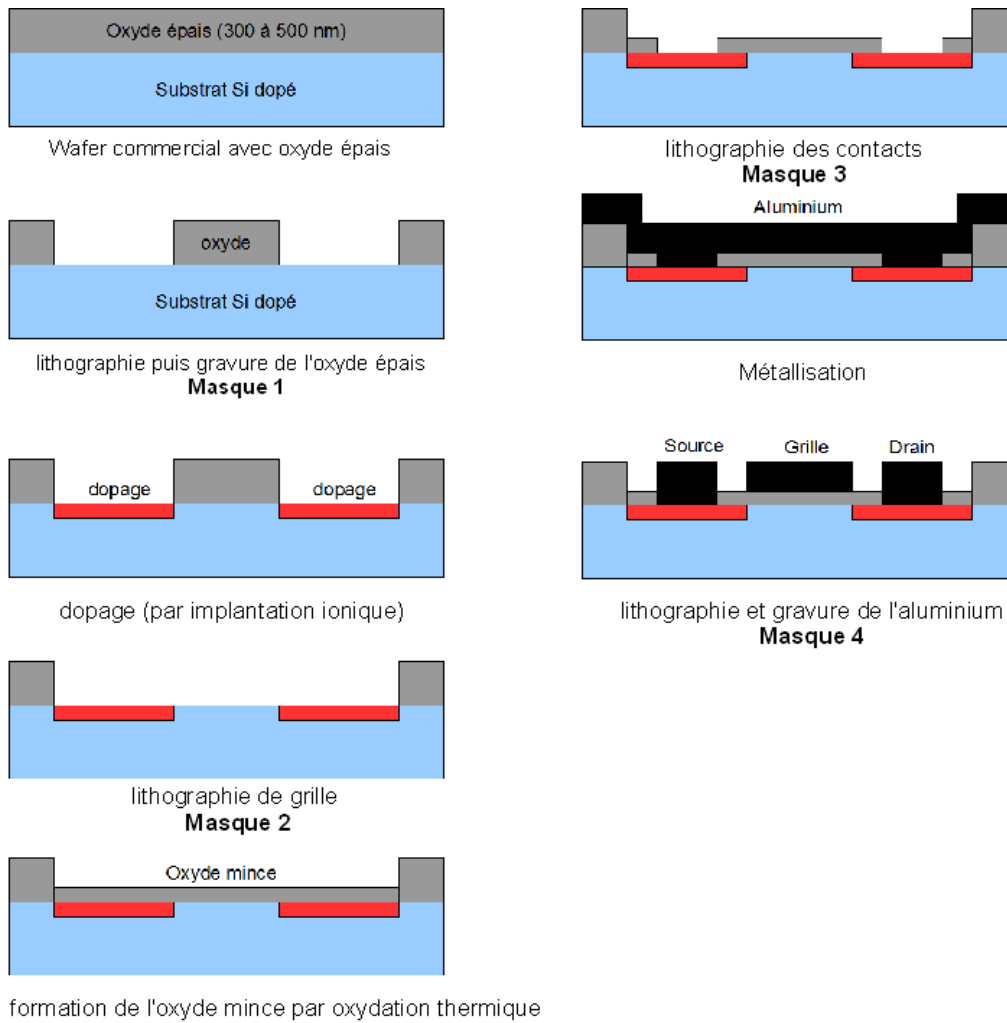 Oxyde épais (300 à 500 nm)
Substrat Si dopé
Wafer commercial avec oxyde épais
oxyde
Substrat Si dopé
lithographie puis gravure de l'oxyde épais
Masque 1
dopage dopage
dopage (par implantation ionique)
lithographie de grille
Masque 2
Oxyde mince
formation de l'oxyde mince par oxydation thermique
lithographie des contacts
Masque 3
Aluminium
Métallisation
Source Grille Drain
lithographie et gravure de l'aluminium
Masque 4